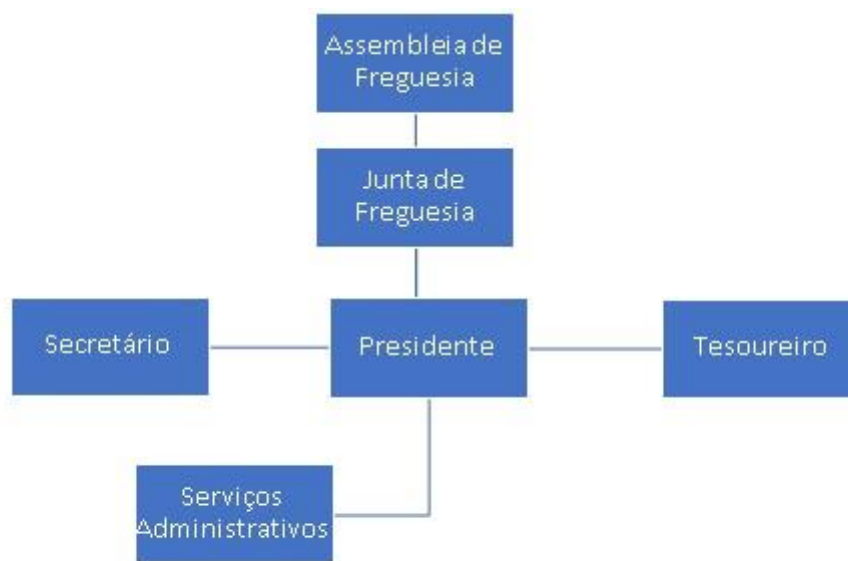 Assembleia de
Freguesia
Junta de
Freguesia
Secretário
Presidente
Tesoureiro
Serviços
Administrativos